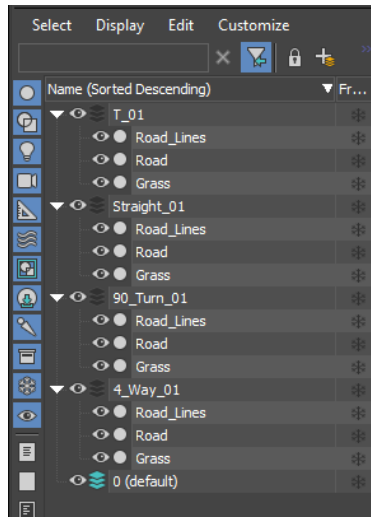 Select Display Edit Customize
Name (Sorted Descending) Fr...
T_01
Road_Lines
Road
Grass
Straight_01
Road_Lines
Road
Grass
90_Turn_01
Road_Lines
Road
Grass
4_Way_01
Road_Lines
Road
Grass
0 (default)